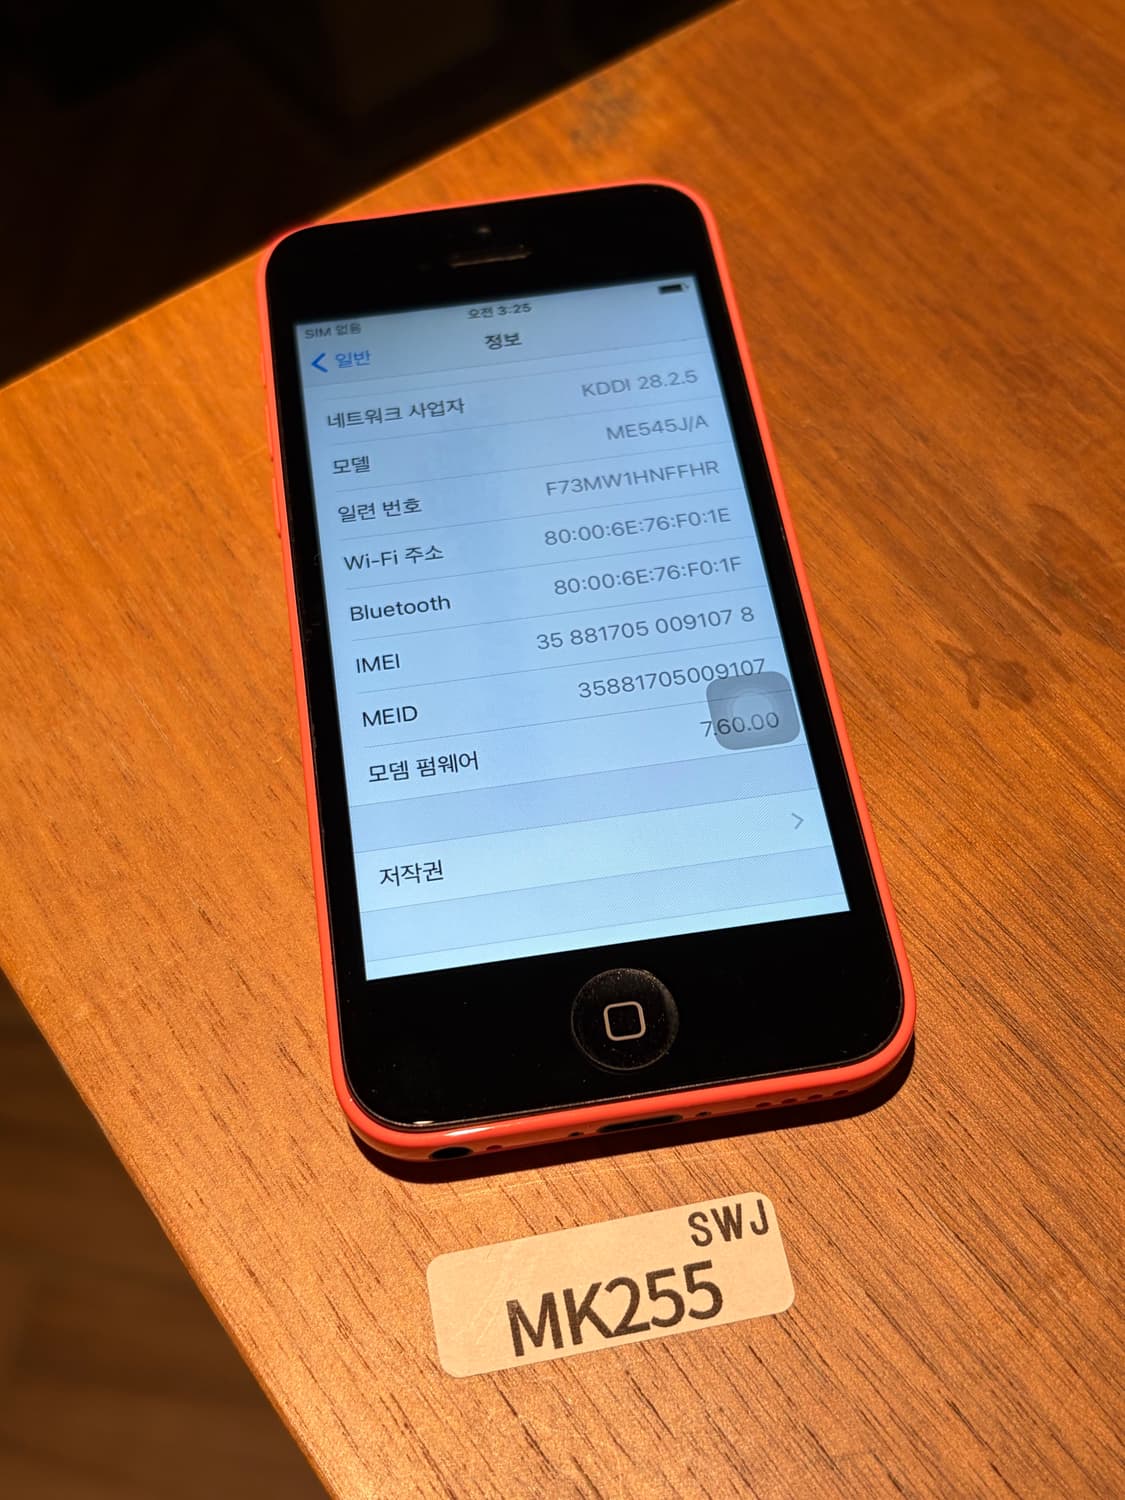 SIM 없음
오전 3:25
일반
정보
네트워크 사업자 KDDI 28.2.5
모델 ME545J/A
일련 번호 F73MW1HNFFHR
Wi-Fi 주소 80:00:6E:76:F0:1E
Bluetooth 80:00:6E:76:F0:1F
IMEI 35 881705 009107 8
MEID 35881705009107
모뎀 펌웨어 7.60.00
저작권
SWJ
MK255